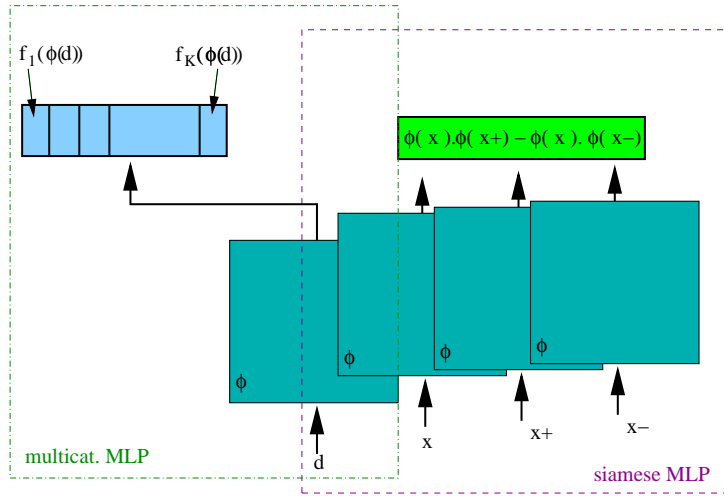 f1(ϕ(d))
fK(ϕ(d))
ϕ( x ).ϕ( x+) − ϕ( x ). ϕ( x−)
ϕ
ϕ
ϕ
ϕ
d
x
x+
x−
multicat. MLP
siamese MLP